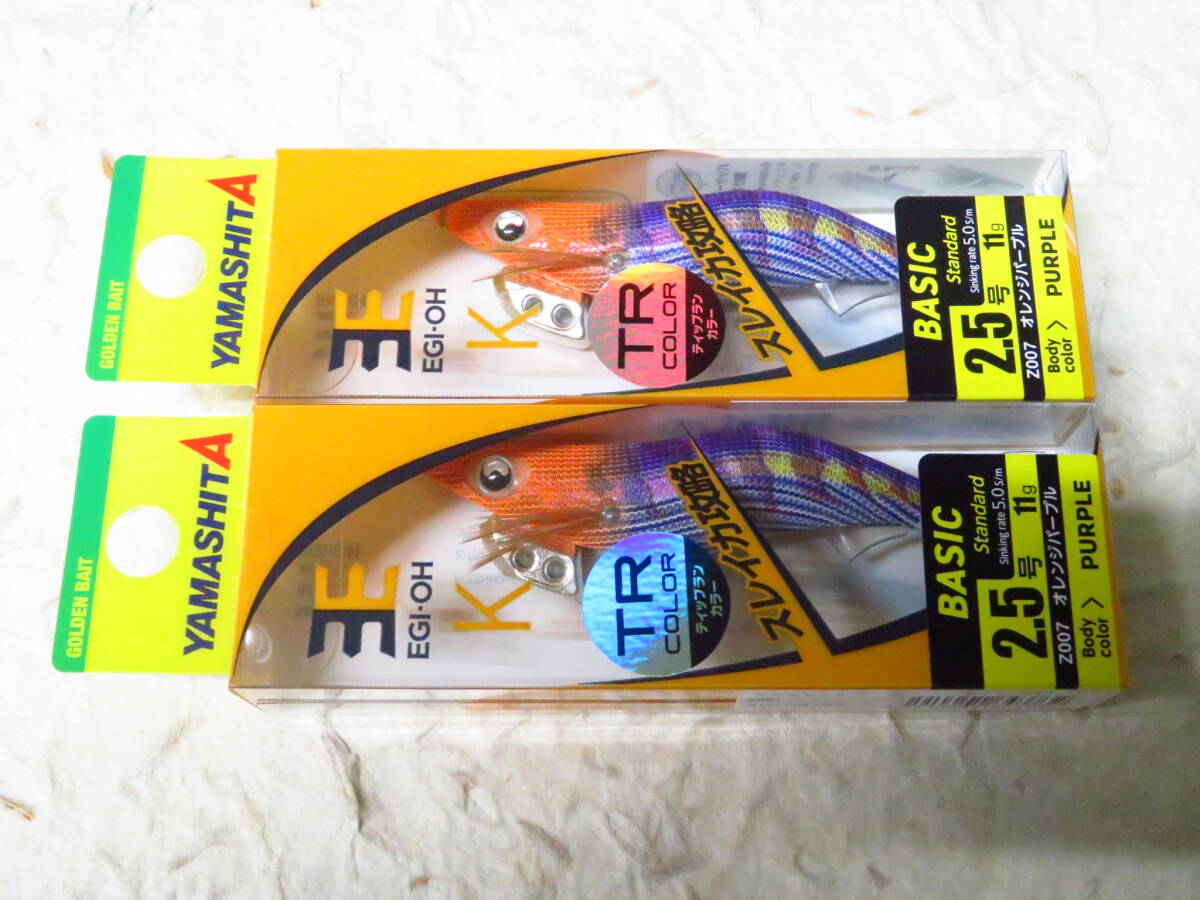 GOLDEN BAIT
YAMASHITA
EGI-OH
K
TR
COLOR
ティップラン
カラー
スレイカ攻略
BASIC
Standard
Sinking rate 5.0 s/m
2.5号 11g
Z007 オレンジパープル
Body color > PURPLE
GOLDEN BAIT
YAMASHITA
EGI-OH
K
TR
COLOR
ティップラン
カラー
スレイカ攻略
BASIC
Standard
Sinking rate 5.0 s/m
2.5号 11g
Z007 オレンジパープル
Body color > PURPLE